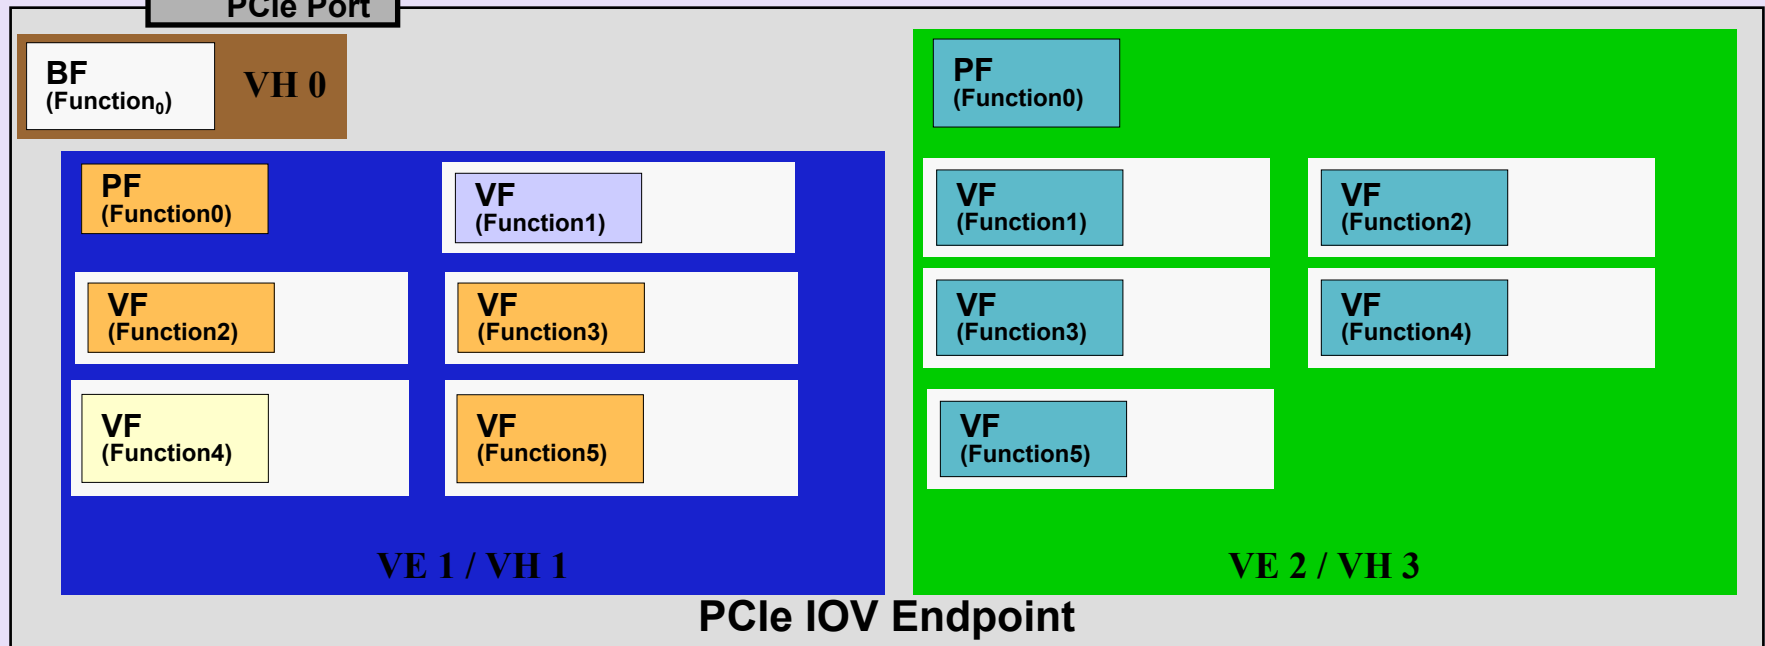 PCIe Port
BF
(Function₀)
VH 0
PF
(Function0)
VF
(Function1)
VF
(Function2)
VF
(Function3)
VF
(Function4)
VF
(Function5)
VE 1 / VH 1
PF
(Function0)
VF
(Function1)
VF
(Function2)
VF
(Function3)
VF
(Function4)
VF
(Function5)
VE 2 / VH 3
PCIe IOV Endpoint